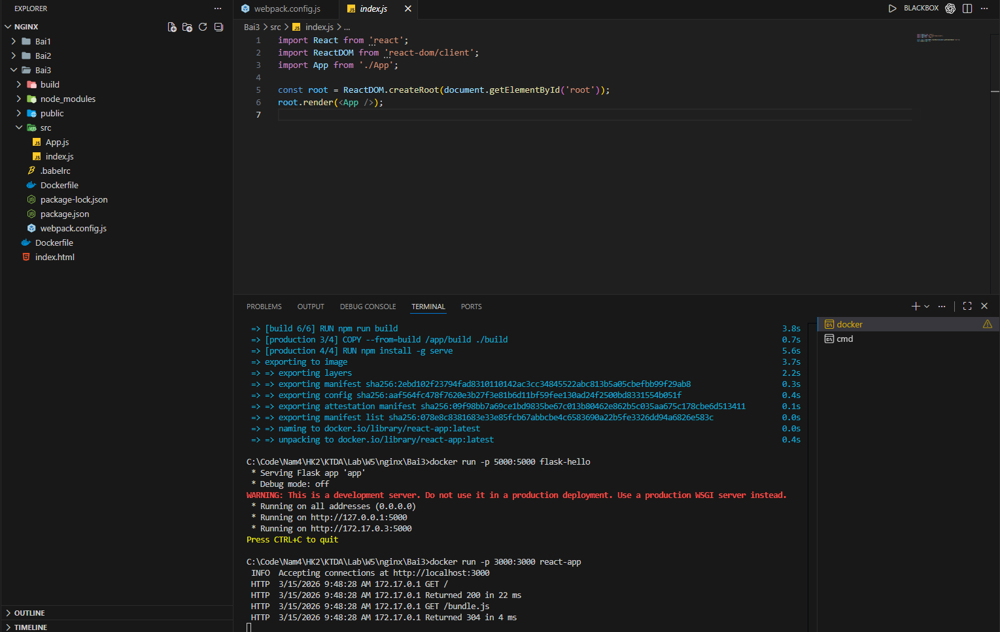 EXPLORER
NGINX
Bai1
Bai2
Bai3
build
node_modules
public
src
App.js
index.js
.babelrc
Dockerfile
package-lock.json
package.json
webpack.config.js
Dockerfile
index.html
OUTLINE
TIMELINE
webpack.config.js
index.js
BLACKBOX
Bai3 > src > index.js > ...
1 import React from 'react';
2 import ReactDOM from 'react-dom/client';
3 import App from './App';
4
5 const root = ReactDOM.createRoot(document.getElementById('root'));
6 root.render(<App />);
7
PROBLEMS OUTPUT DEBUG CONSOLE TERMINAL PORTS
=> [build 6/6] RUN npm run build 3.8s
=> [production 3/4] COPY --from=build /app/build ./build 0.7s
=> [production 4/4] RUN npm install -g serve 5.6s
=> exporting to image 3.7s
=> => exporting layers 2.2s
=> => exporting manifest sha256:2ebd102f23794fad8310110142ac3cc34845522abc813b5a05cbefbb99f29ab8 0.3s
=> => exporting config sha256:aaf564fc478f7620e3b27f3e81b6d11bf59fee130ad24f2500bd8331554b051f 0.4s
=> => exporting attestation manifest sha256:09f98bb7a69ce1bd9835be67c013b80462e862b5c035aa675c178cbe6d513411 0.1s
=> => exporting manifest list sha256:078e8c8381683e33e85fcb67abbcbe4c6583690a22b5fe3326dd94a6826e583c 0.0s
=> => naming to docker.io/library/react-app:latest 0.0s
=> => unpacking to docker.io/library/react-app:latest 0.4s
C:\Code\Nam4\HK2\KTDA\Lab\W5\nginx\Bai3>docker run -p 5000:5000 flask-hello
* Serving Flask app 'app'
* Debug mode: off
WARNING: This is a development server. Do not use it in a production deployment. Use a production WSGI server instead.
* Running on all addresses (0.0.0.0)
* Running on http://127.0.0.1:5000
* Running on http://172.17.0.3:5000
Press CTRL+C to quit
C:\Code\Nam4\HK2\KTDA\Lab\W5\nginx\Bai3>docker run -p 3000:3000 react-app
INFO  Accepting connections at http://localhost:3000
HTTP  3/15/2026 9:48:28 AM 172.17.0.1 GET /
HTTP  3/15/2026 9:48:28 AM 172.17.0.1 Returned 200 in 22 ms
HTTP  3/15/2026 9:48:28 AM 172.17.0.1 GET /bundle.js
HTTP  3/15/2026 9:48:28 AM 172.17.0.1 Returned 304 in 4 ms
docker
cmd